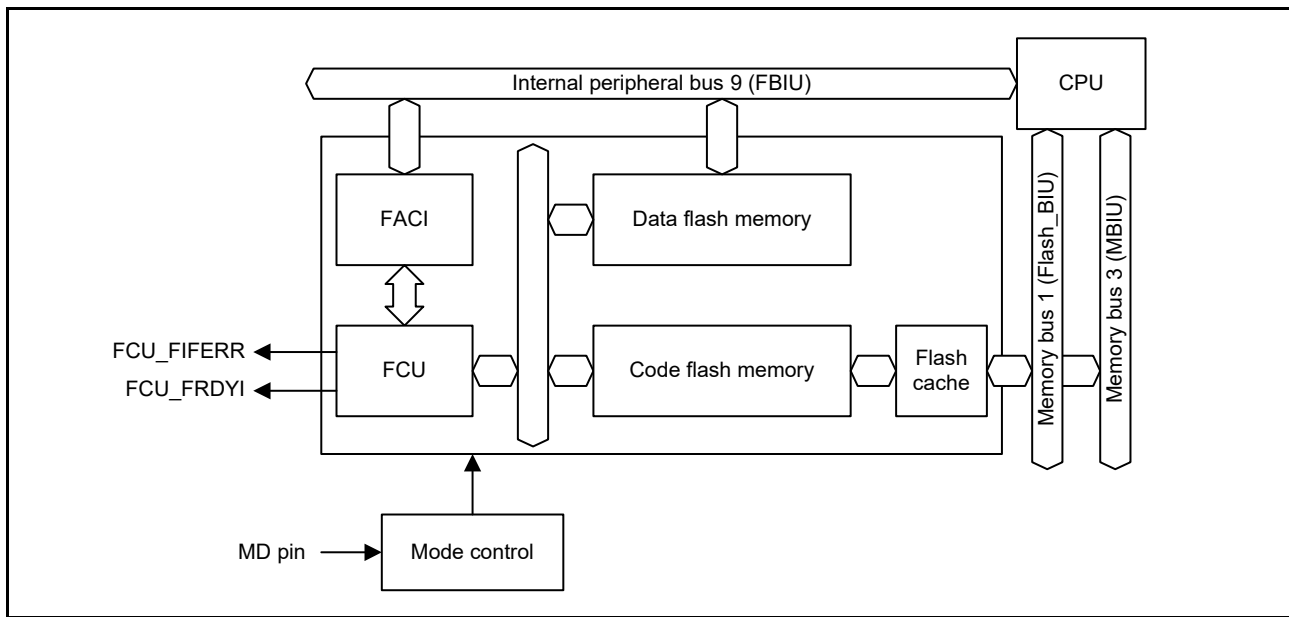 Internal peripheral bus 9 (FBIU)
CPU
FACI
Data flash memory
Memory bus 1 (Flash_BIU)
Memory bus 3 (MBIU)
FCU_FIFERR
FCU_FRDYI
FCU
Code flash memory
Flash
cache
MD pin
Mode control